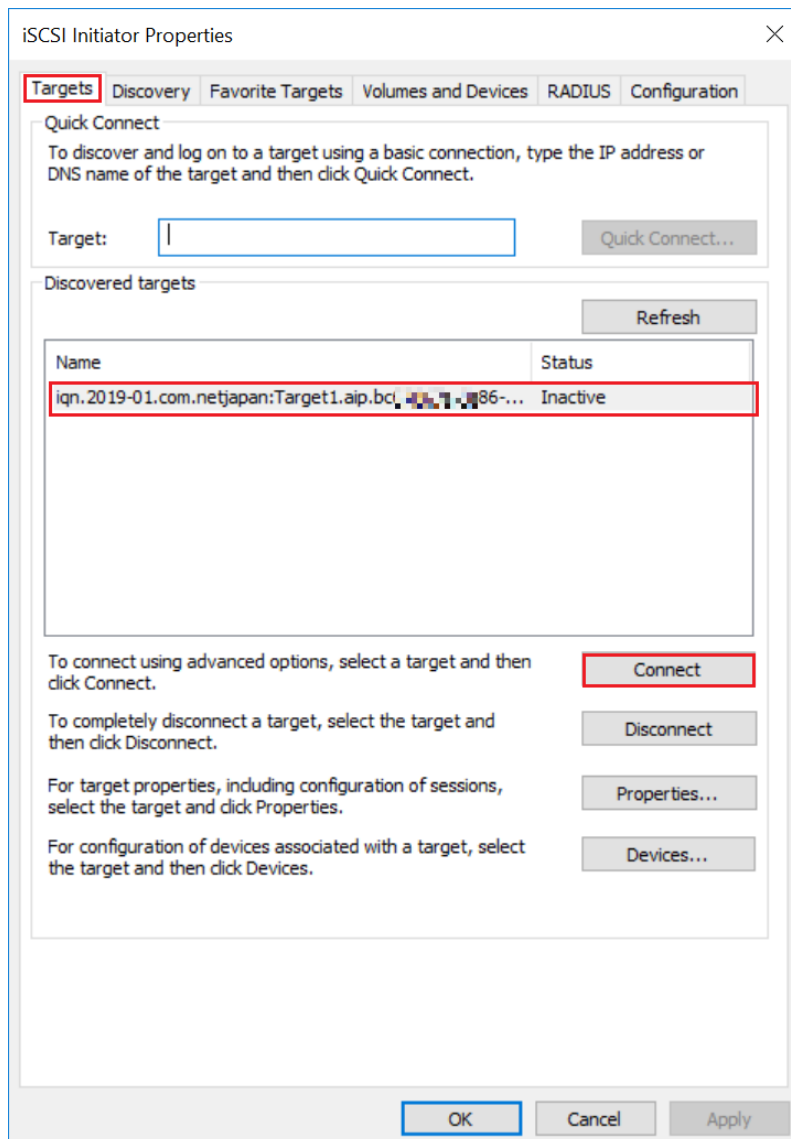 iSCSI Initiator Properties
Targets Discovery Favorite Targets Volumes and Devices RADIUS Configuration
Quick Connect
To discover and log on to a target using a basic connection, type the IP address or
DNS name of the target and then click Quick Connect.
Target:
Quick Connect...
Discovered targets
Refresh
Name Status
iqn.2019-01.com.netjapan:Target1.aip.bc 86-... Inactive
To connect using advanced options, select a target and then
click Connect.
Connect
To completely disconnect a target, select the target and
then click Disconnect.
Disconnect
For target properties, including configuration of sessions,
select the target and click Properties.
Properties...
For configuration of devices associated with a target, select
the target and then click Devices.
Devices...
OK Cancel Apply